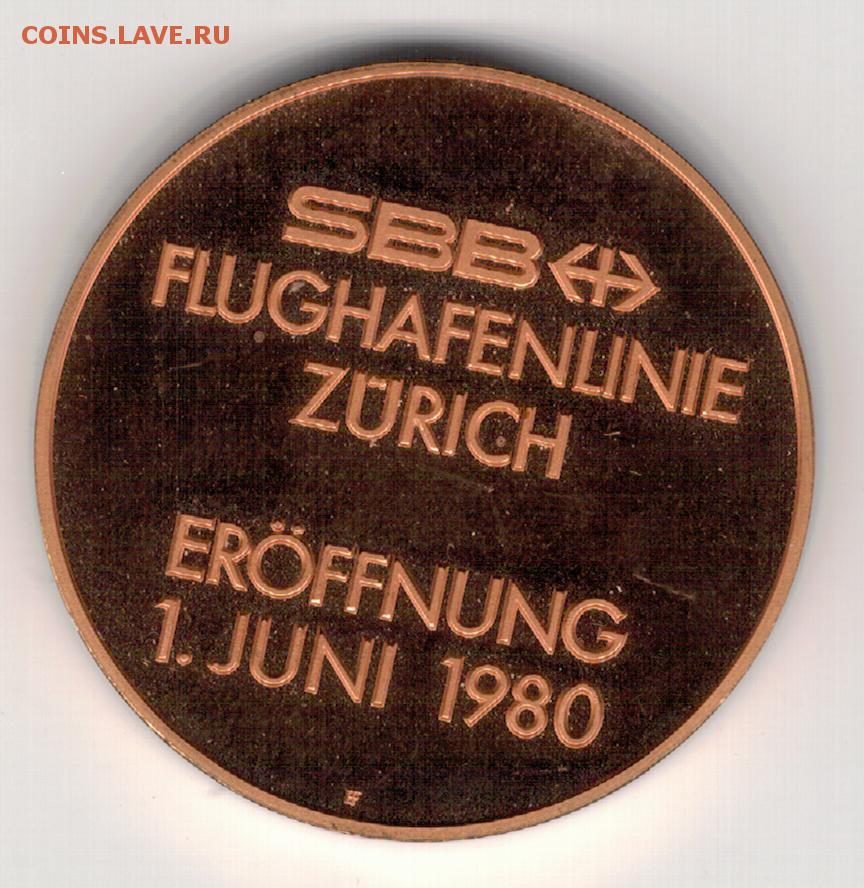 COINS.LAVE.RU
SBB
FLUGHAFENLINIE
ZÜRICH
ERÖFFNUNG
1. JUNI 1980